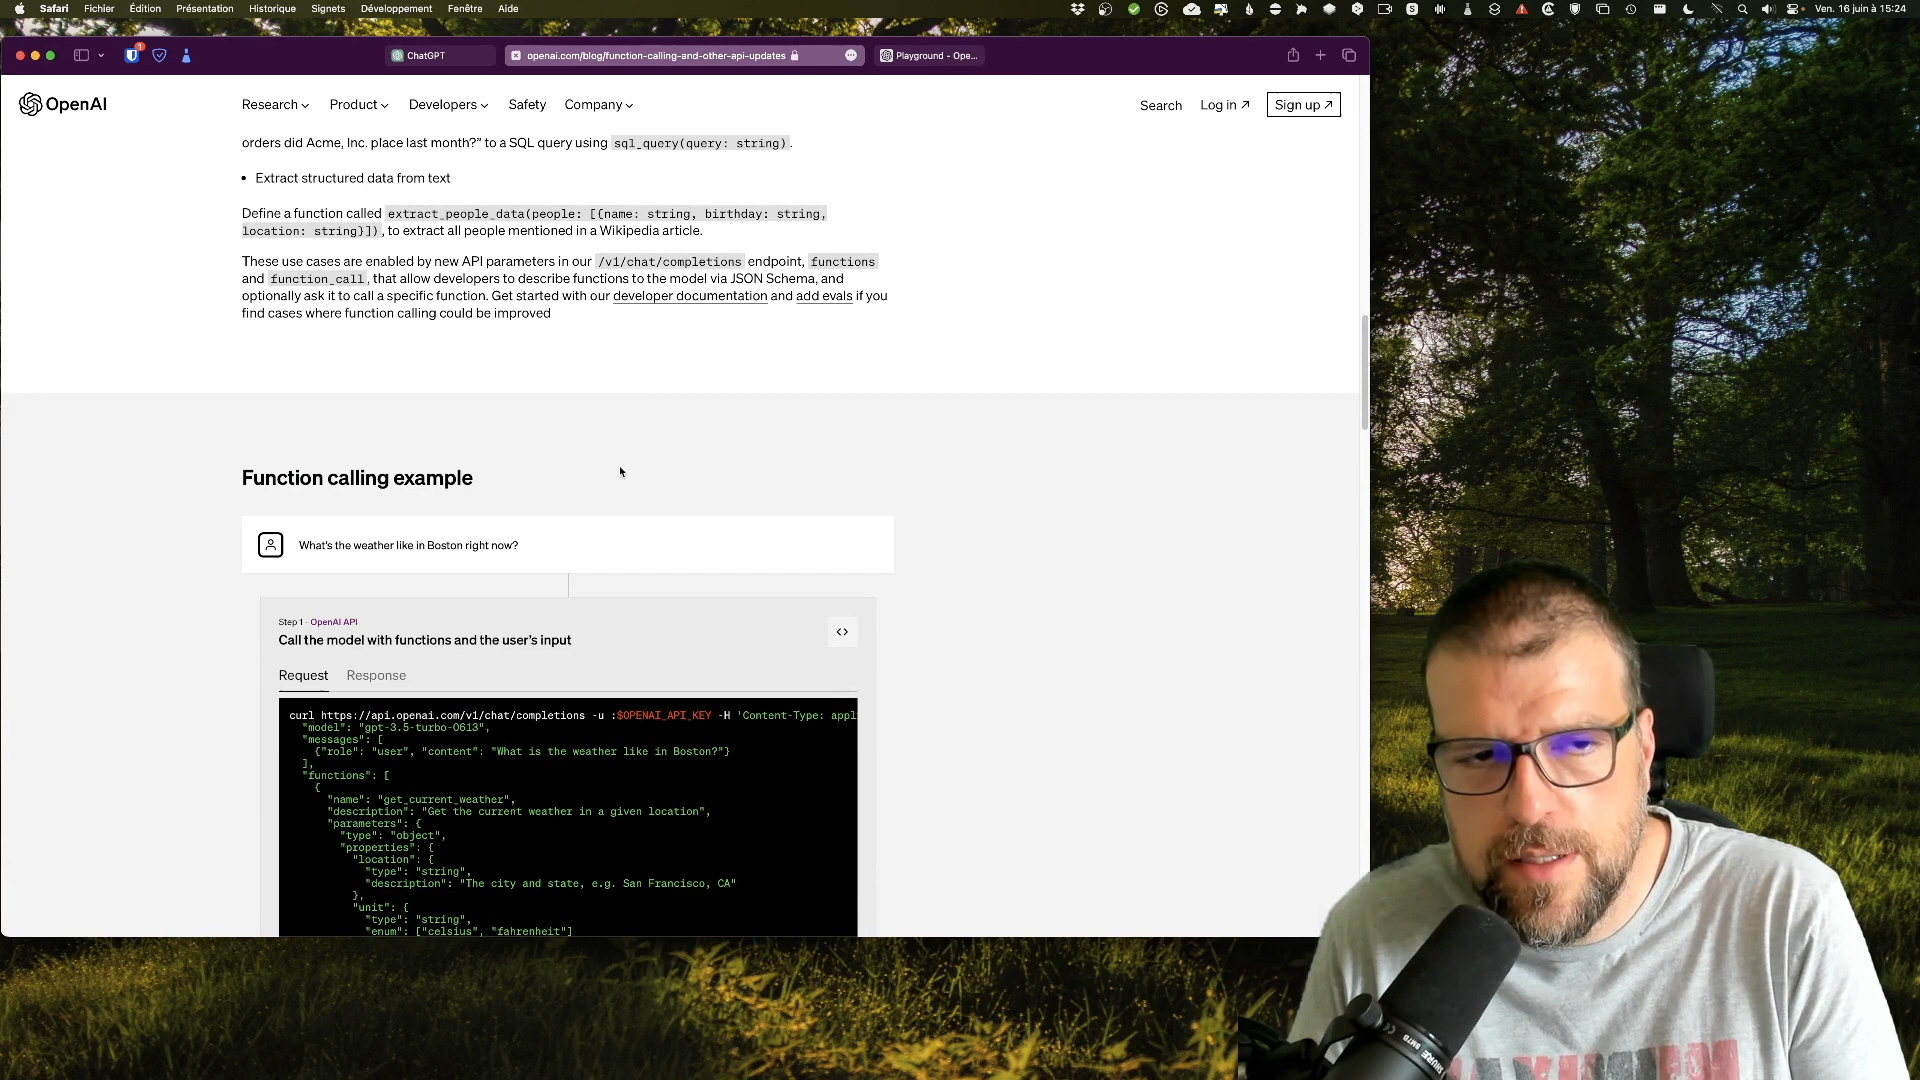 Safari Fichier Édition Présentation Historique Signets Développement Fenêtre Aide
Ven. 16 juin à 15:24
1
ChatGPT
openai.com/blog/function-calling-and-other-api-updates
Playground - Ope...
OpenAI
Research Product Developers Safety Company
Search Log in ↗ Sign up ↗
orders did Acme, Inc. place last month?” to a SQL query using sql_query(query: string).
• Extract structured data from text
Define a function called extract_people_data(people: [{name: string, birthday: string,
location: string}]), to extract all people mentioned in a Wikipedia article.
These use cases are enabled by new API parameters in our /v1/chat/completions endpoint, functions
and function_call, that allow developers to describe functions to the model via JSON Schema, and
optionally ask it to call a specific function. Get started with our developer documentation and add evals if you
find cases where function calling could be improved
Function calling example
What's the weather like in Boston right now?
Step 1 · OpenAI API
Call the model with functions and the user's input
<>
Request Response
curl https://api.openai.com/v1/chat/completions -u :$OPENAI_API_KEY -H 'Content-Type: appl
"model": "gpt-3.5-turbo-0613",
"messages": [
{"role": "user", "content": "What is the weather like in Boston?"}
],
"functions": [
{
"name": "get_current_weather",
"description": "Get the current weather in a given location",
"parameters": {
"type": "object",
"properties": {
"location": {
"type": "string",
"description": "The city and state, e.g. San Francisco, CA"
},
"unit": {
"type": "string",
"enum": ["celsius", "fahrenheit"]
SHURE SM7B